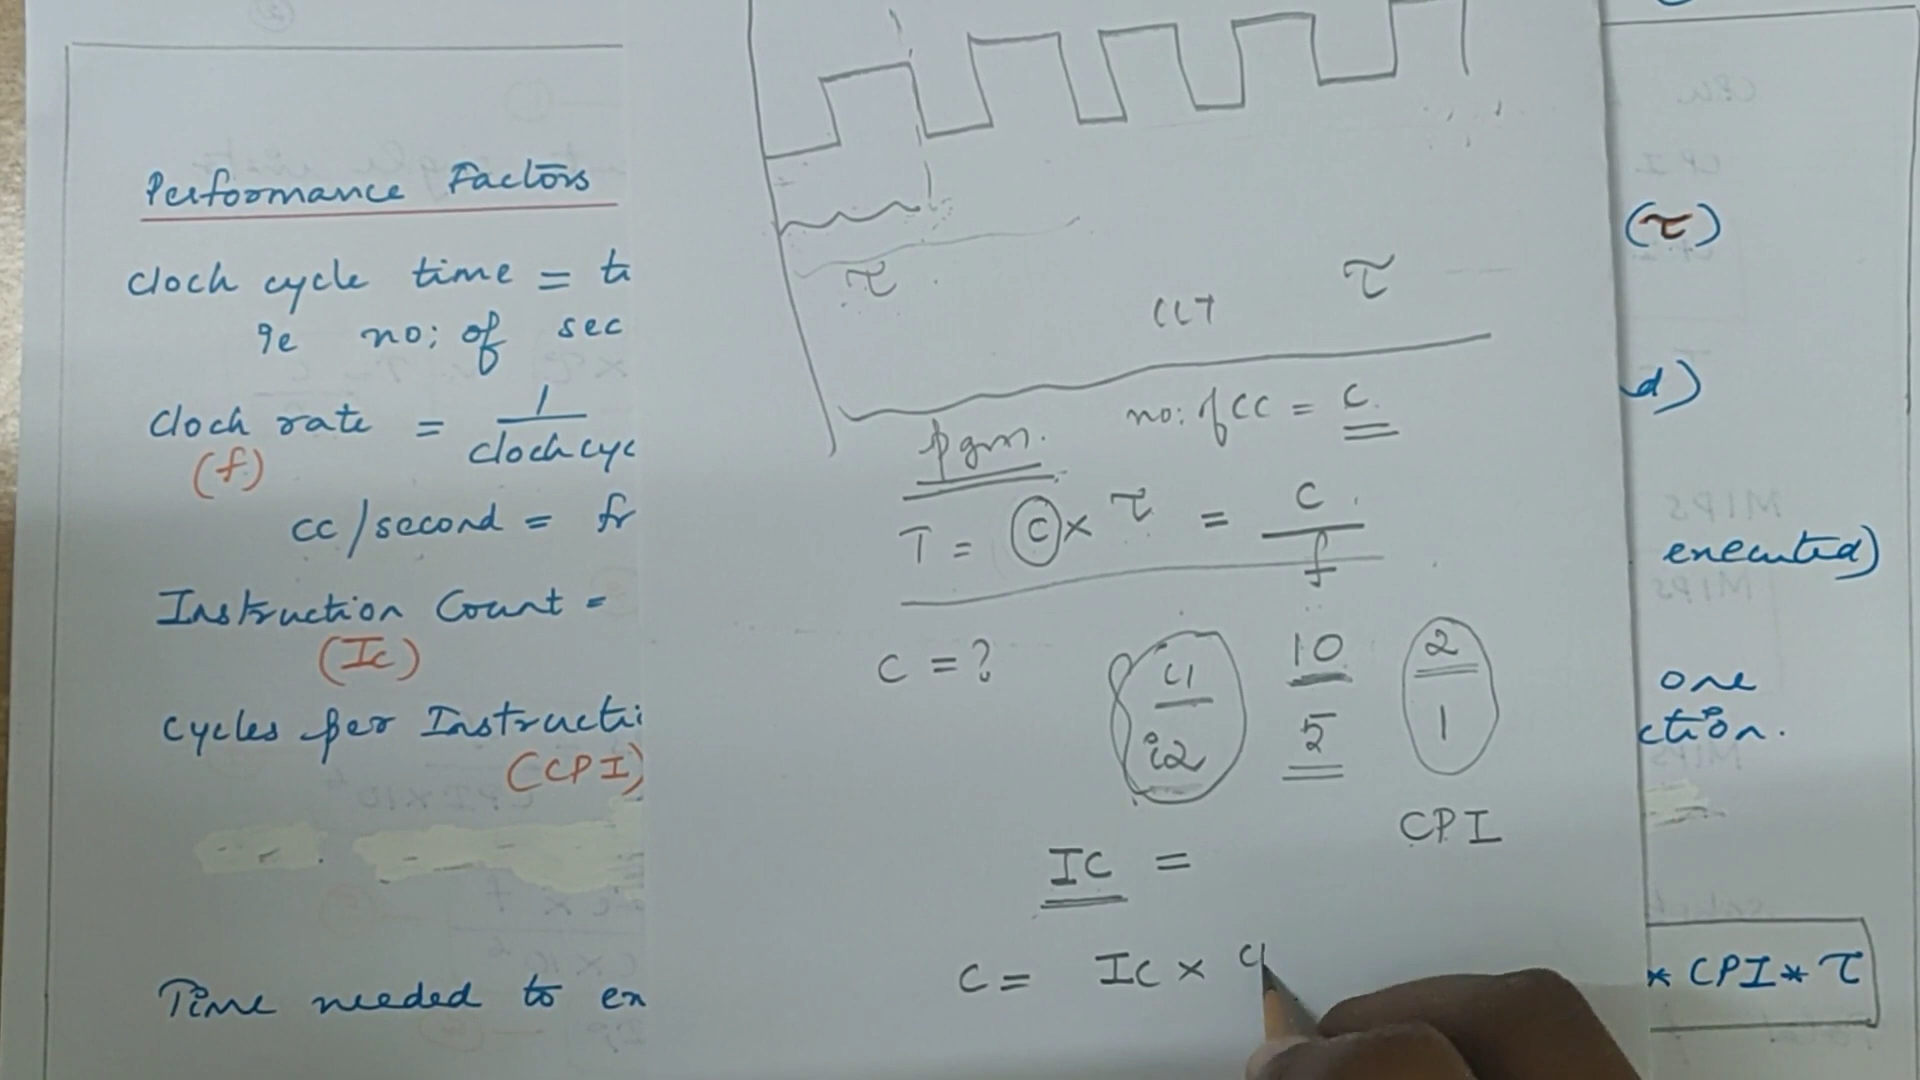 Performance Factors
clock cycle time = ti
ie no; of sec
clock rate = 1
(f) clock cyc
cc/second = fr
Instruction Count =
(Ic)
cycles per Instructi
(CPI)
Time needed to ex
τ
τ
no: of CC = C
pgm.
T = C × τ = C
f
C = ?
i1 10 2
i2 5 1
CPI
IC =
C = IC × C
(τ)
d)
executed)
one
ction.
* CPI * τ